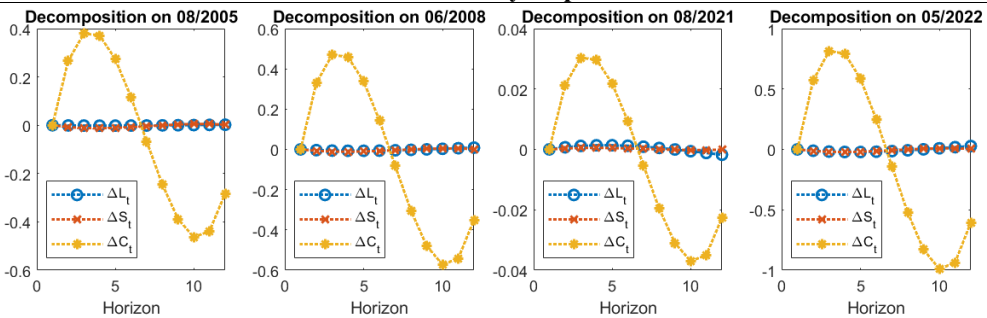 Decomposition on 08/2005
0.4
0.2
0
-0.2
-0.4
-0.6
0
5
10
Horizon
ΔL_t
ΔS_t
ΔC_t
Decomposition on 06/2008
0.6
0.4
0.2
0
-0.2
-0.4
-0.6
0
5
10
Horizon
ΔL_t
ΔS_t
ΔC_t
Decomposition on 08/2021
0.04
0.02
0
-0.02
-0.04
0
5
10
Horizon
ΔL_t
ΔS_t
ΔC_t
Decomposition on 05/2022
1
0.5
0
-0.5
-1
0
5
10
Horizon
ΔL_t
ΔS_t
ΔC_t